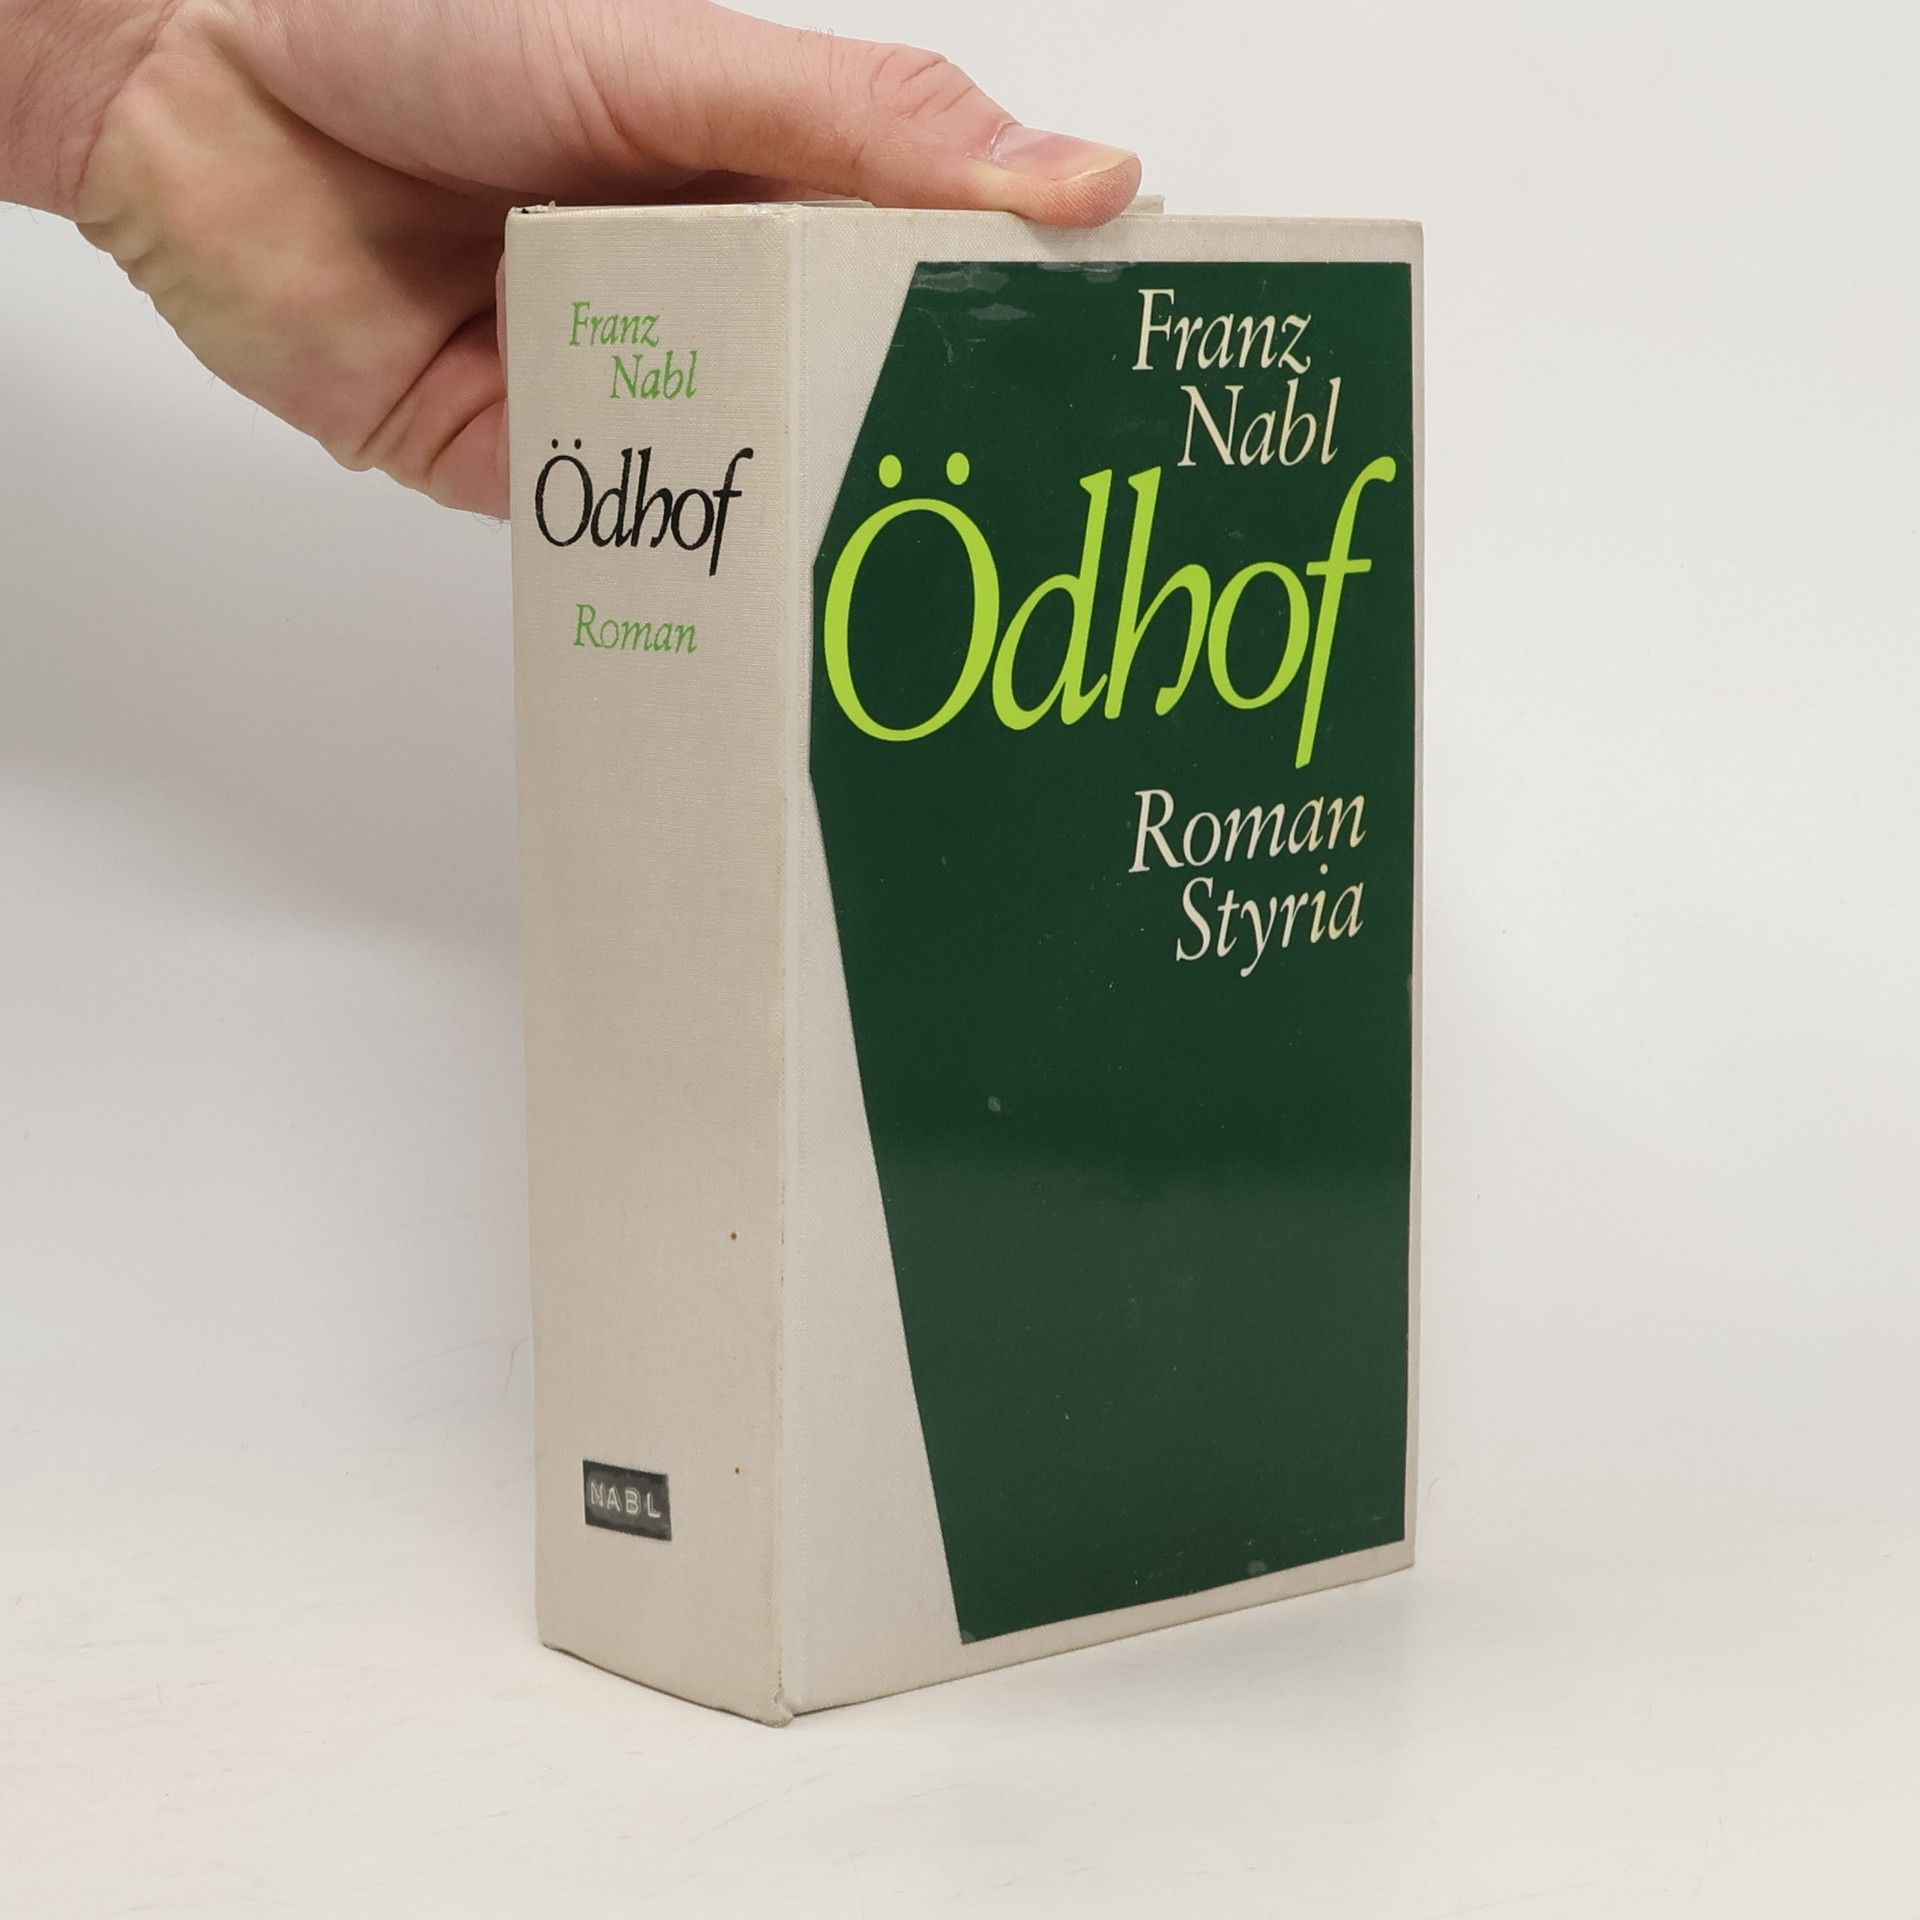 Franz
Nabl
Ödhof
Roman
NABL
Franz
Nabl
Ödhof
Roman
Styria